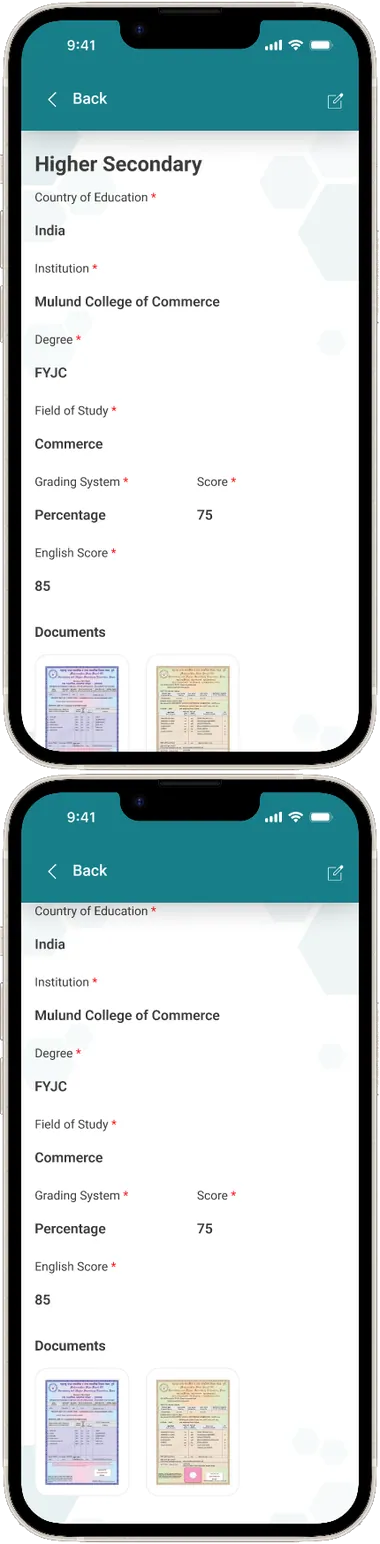 9:41
Back
Higher Secondary
Country of Education *
India
Institution *
Mulund College of Commerce
Degree *
FYJC
Field of Study *
Commerce
Grading System * Score *
Percentage 75
English Score *
85
Documents
9:41
Back
Country of Education *
India
Institution *
Mulund College of Commerce
Degree *
FYJC
Field of Study *
Commerce
Grading System * Score *
Percentage 75
English Score *
85
Documents